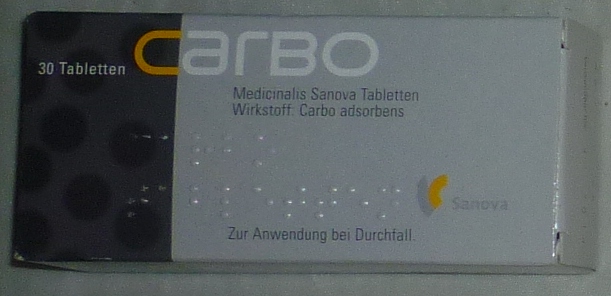 carbo
30 Tabletten
Medicinalis Sanova Tabletten
Wirkstoff: Carbo adsorbens
Sanova
Zur Anwendung bei Durchfall.